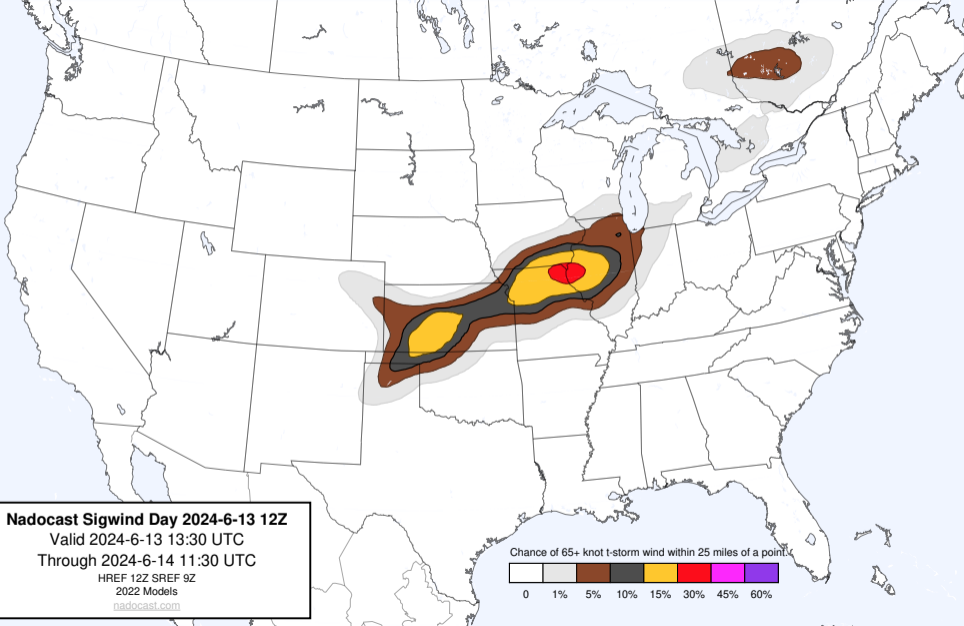 Nadocast Sigwind Day 2024-6-13 12Z
Valid 2024-6-13 13:30 UTC
Through 2024-6-14 11:30 UTC
HREF 12Z SREF 9Z
2022 Models
nadocast.com
Chance of 65+ knot t-storm wind within 25 miles of a point.
0 1% 5% 10% 15% 30% 45% 60%